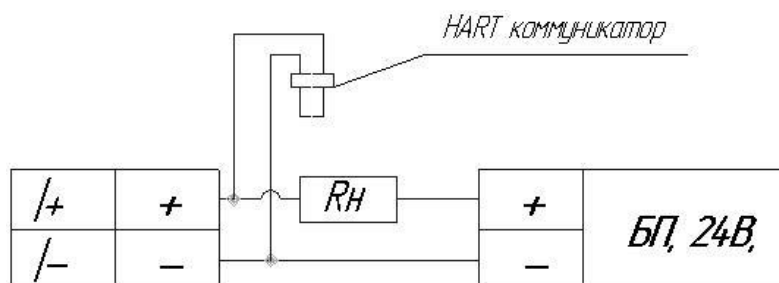 HART коммуникатор
I+ + Rн + БП, 24В,
I- - -